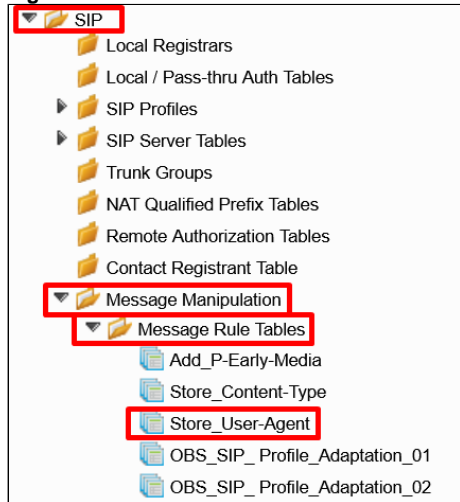 SIP
Local Registrars
Local / Pass-thru Auth Tables
SIP Profiles
SIP Server Tables
Trunk Groups
NAT Qualified Prefix Tables
Remote Authorization Tables
Contact Registrant Table
Message Manipulation
Message Rule Tables
Add_P-Early-Media
Store_Content-Type
Store_User-Agent
OBS_SIP_ Profile_Adaptation_01
OBS_SIP_ Profile_Adaptation_02